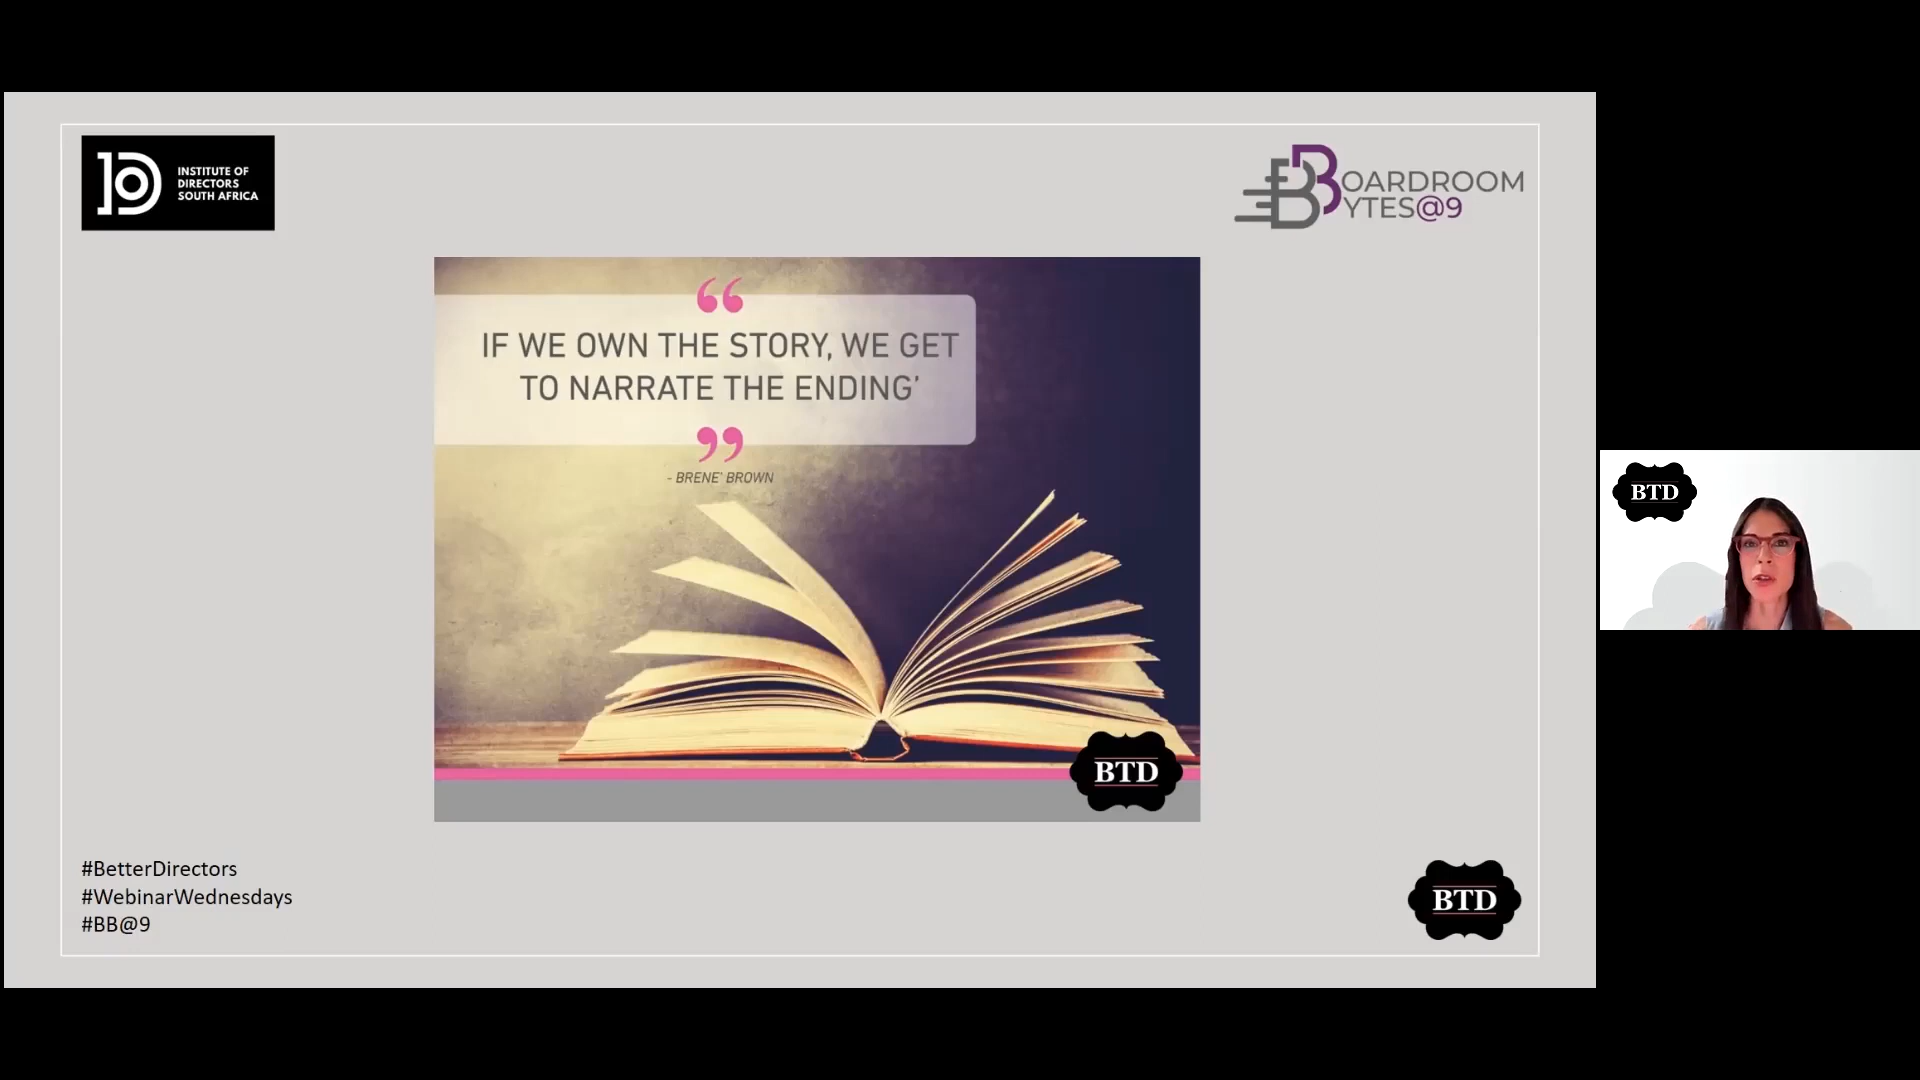 INSTITUTE OF
DIRECTORS
SOUTH AFRICA
BOARDROOM
BYTES@9
“
IF WE OWN THE STORY, WE GET
TO NARRATE THE ENDING’
”
- BRENE’ BROWN
BTD
#BetterDirectors
#WebinarWednesdays
#BB@9
BTD
BTD